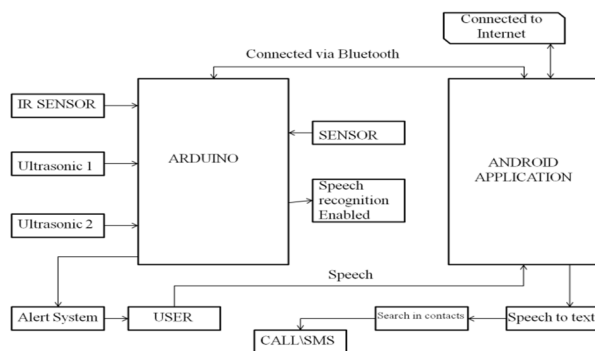 Connected to
Internet
Connected via Bluetooth
IR SENSOR
Ultrasonic 1
Ultrasonic 2
ARDUINO
SENSOR
Speech
recognition
Enabled
ANDROID
APPLICATION
Speech
Alert System
USER
Search in contacts
Speech to text
CALL\SMS